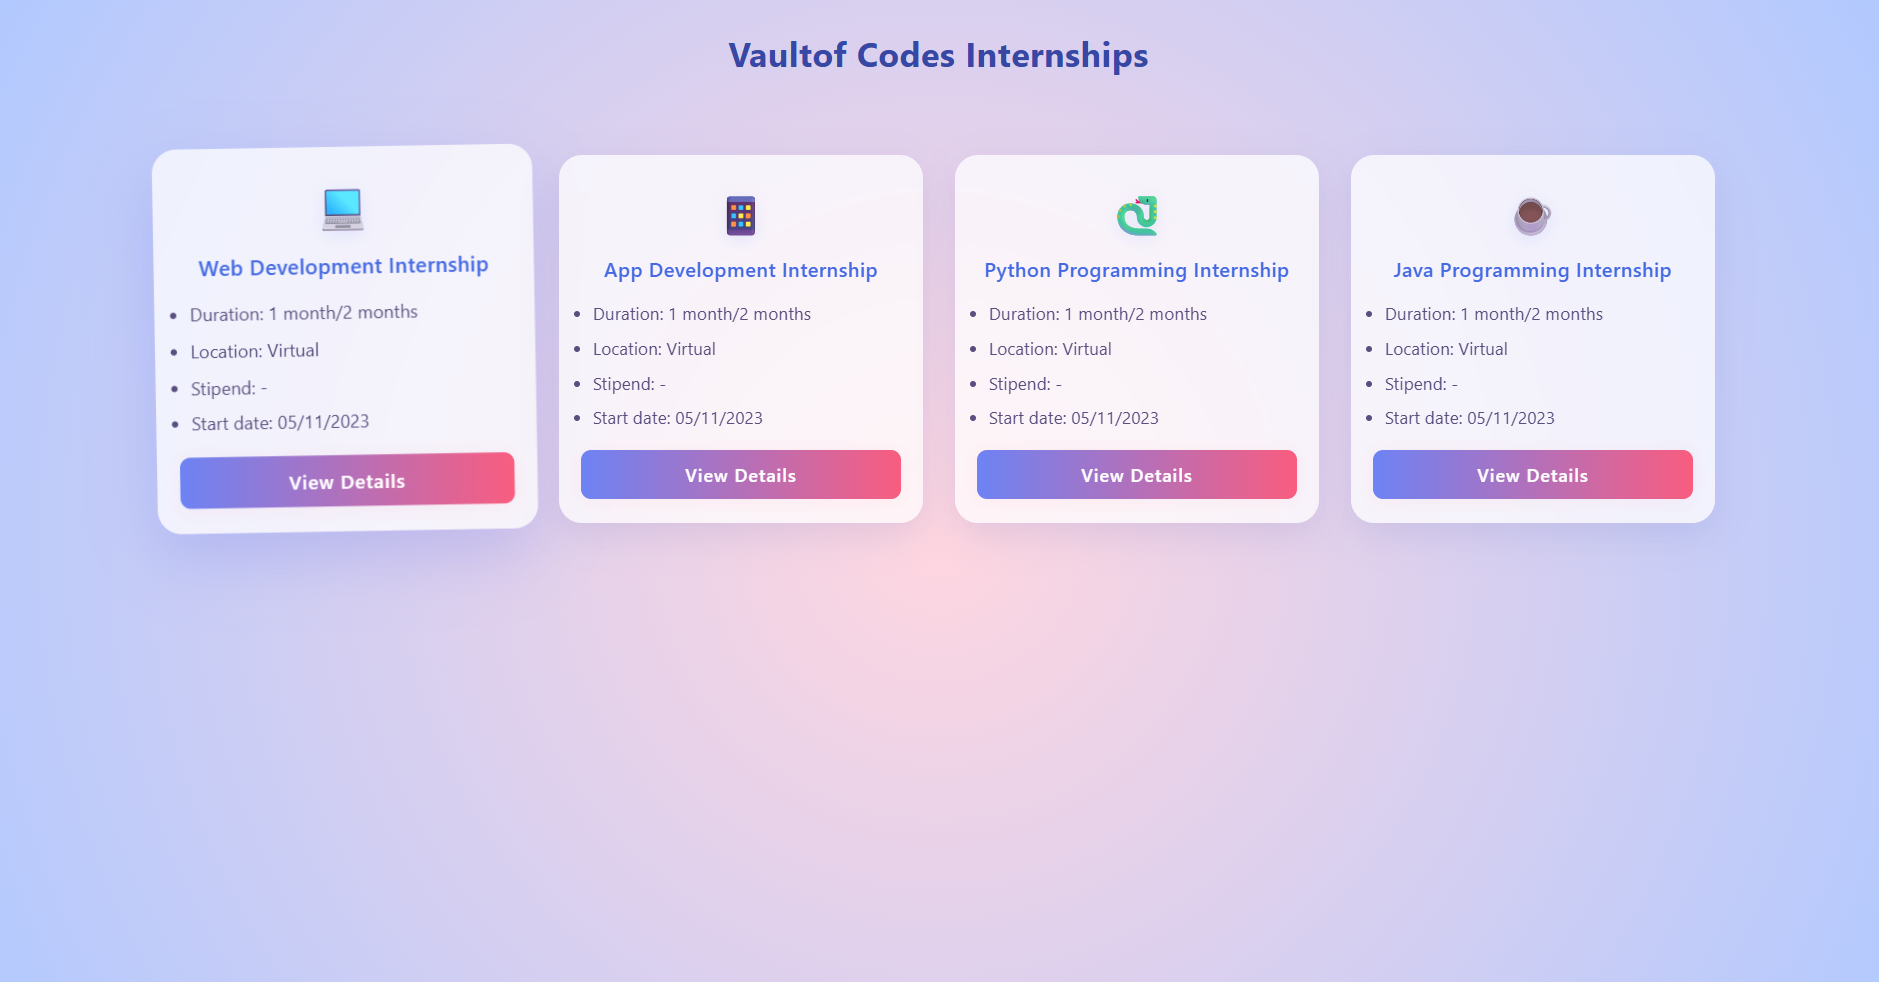 Vaultof Codes Internships
Web Development Internship
• Duration: 1 month/2 months
• Location: Virtual
• Stipend: -
• Start date: 05/11/2023
View Details
App Development Internship
• Duration: 1 month/2 months
• Location: Virtual
• Stipend: -
• Start date: 05/11/2023
View Details
Python Programming Internship
• Duration: 1 month/2 months
• Location: Virtual
• Stipend: -
• Start date: 05/11/2023
View Details
Java Programming Internship
• Duration: 1 month/2 months
• Location: Virtual
• Stipend: -
• Start date: 05/11/2023
View Details